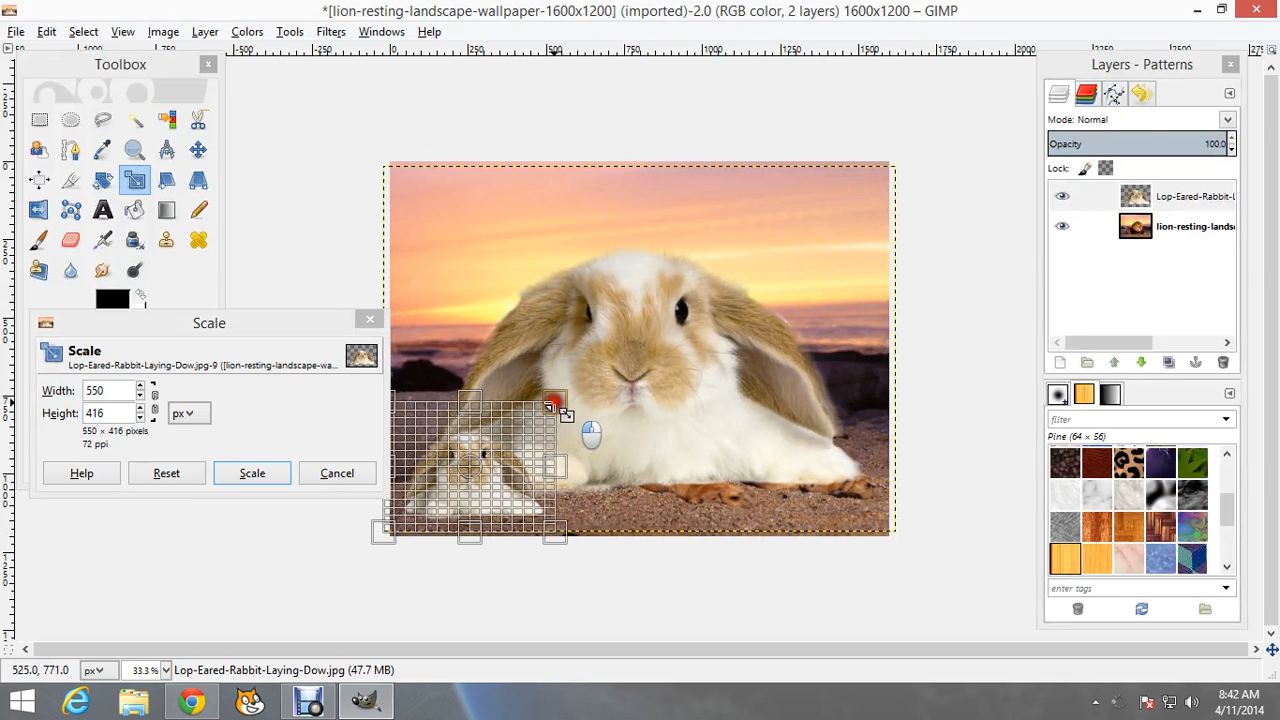 *[lion-resting-landscape-wallpaper-1600x1200] (imported)-2.0 (RGB color, 2 layers) 1600x1200 – GIMP
File Edit Select View Image Layer Colors Tools Filters Windows Help
Toolbox
Layers - Patterns
Mode: Normal
Opacity 100.0
Lock:
Lop-Eared-Rabbit-L
lion-resting-lands
Scale
Scale
Lop-Eared-Rabbit-Laying-Dow.jpg-9 ([lion-resting-landscape-wa...
Width: 550
Height: 416 px
550 × 416 pixels
72 ppi
Help Reset Scale Cancel
filter
Pine (64 × 56)
enter tags
525.0, 771.0 px 33.3 % Lop-Eared-Rabbit-Laying-Dow.jpg (47.7 MB)
8:42 AM
4/11/2014